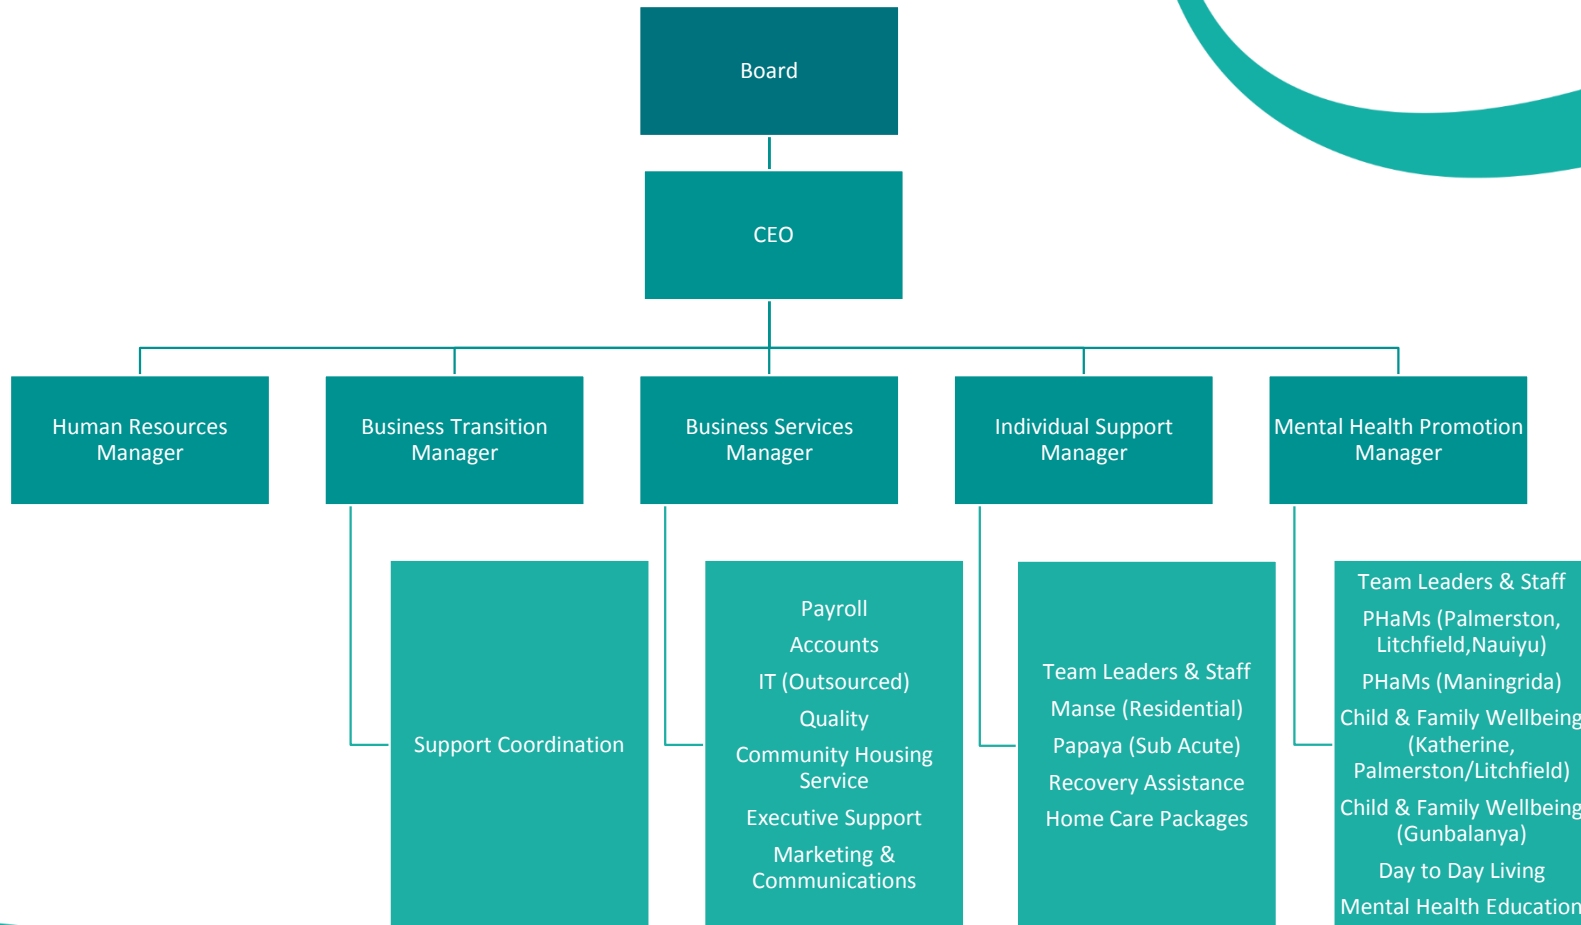 Board
CEO
Human Resources
Manager
Business Transition
Manager
Business Services
Manager
Individual Support
Manager
Mental Health Promotion
Manager
Support Coordination
Payroll
Accounts
IT (Outsourced)
Quality
Community Housing
Service
Executive Support
Marketing &
Communications
Team Leaders & Staff
Manse (Residential)
Papaya (Sub Acute)
Recovery Assistance
Home Care Packages
Team Leaders & Staff
PHaMs (Palmerston,
Litchfield,Nauiyu)
PHaMs (Maningrida)
Child & Family Wellbeing
(Katherine,
Palmerston/Litchfield)
Child & Family Wellbeing
(Gunbalanya)
Day to Day Living
Mental Health Education